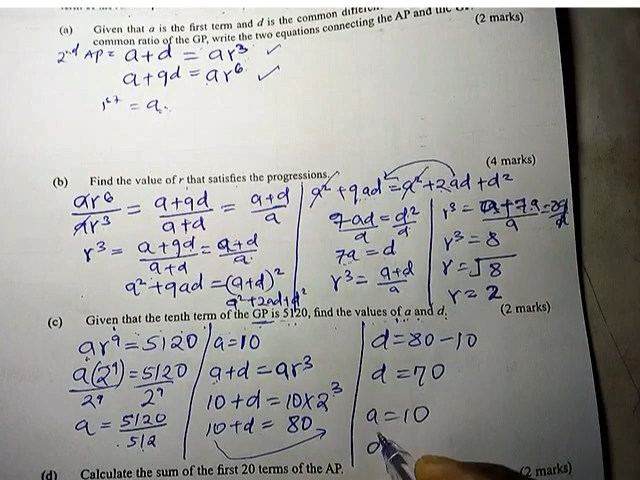 (a) Given that a is the first term and d is the common
common ratio of the GP, write the two equations connecting the AP and the
(2 marks)
2nd AP = a+d = ar³ ✓
a+9d = ar⁶ ✓
1st = a.
(4 marks)
(b) Find the value of r that satisfies the progressions.
ar⁶/ar³ = a+9d/a+d = a+d/a
r³ = a+9d/a+d = a+d/a
a²+9ad = (a+d)²
a²+2ad+d²
a²+9ad = a²+2ad+d²
7ad/d = d²/d
7a = d
r³ = a+d/a
r³ = a+7a/a
r³ = 8
r = √8
r = 2
(c) Given that the tenth term of the GP is 5120, find the values of a and d.
(2 marks)
ar⁹ = 5120
a(2⁹)/2⁹ = 5120/2⁹
a = 5120/512
a = 10
a+d = ar³
10+d = 10×2³
10+d = 80
d = 80-10
d = 70
a = 10
d
(d) Calculate the sum of the first 20 terms of the AP.
(2 marks)